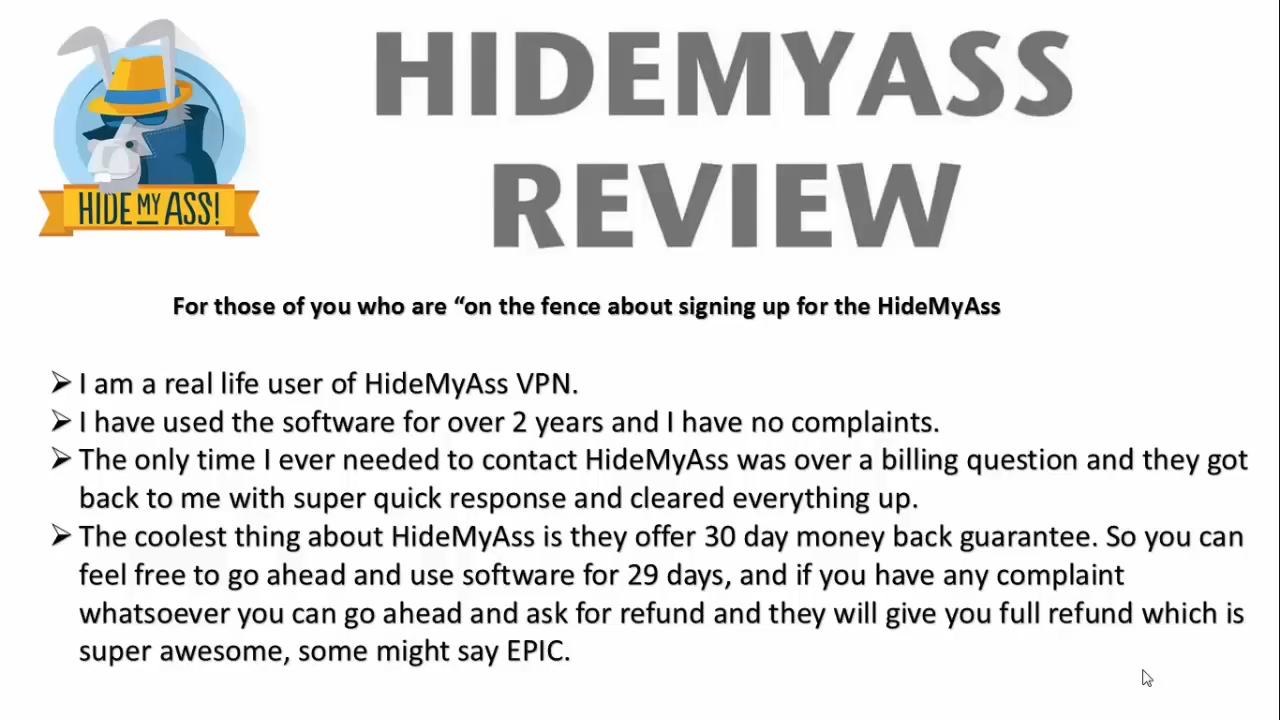 HIDE MY ASS!
HIDEMYASS
REVIEW
For those of you who are “on the fence about signing up for the HideMyAss
➢ I am a real life user of HideMyAss VPN.
➢ I have used the software for over 2 years and I have no complaints.
➢ The only time I ever needed to contact HideMyAss was over a billing question and they got
back to me with super quick response and cleared everything up.
➢ The coolest thing about HideMyAss is they offer 30 day money back guarantee. So you can
feel free to go ahead and use software for 29 days, and if you have any complaint
whatsoever you can go ahead and ask for refund and they will give you full refund which is
super awesome, some might say EPIC.